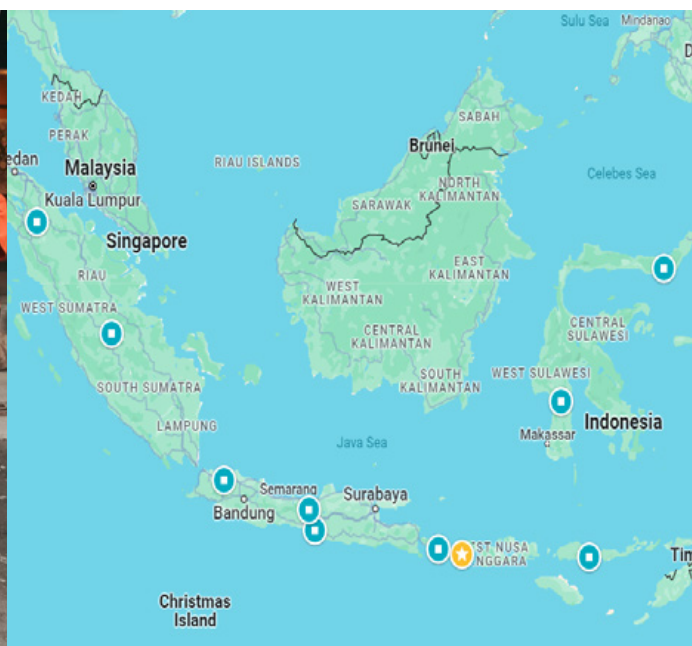 Sulu Sea
Mindanao
KEDAH
SABAH
PERAK
Brunei
Malaysia
RIAU ISLANDS
Celebes Sea
Kuala Lumpur
NORTH
KALIMANTAN
SARAWAK
Singapore
RIAU
EAST
KALIMANTAN
WEST
KALIMANTAN
WEST SUMATRA
CENTRAL
SULAWESI
CENTRAL
KALIMANTAN
SOUTH
KALIMANTAN
WEST SULAWESI
SOUTH SUMATRA
Indonesia
LAMPUNG
Makassar
Java Sea
Semarang
Surabaya
Bandung
Christmas
Island